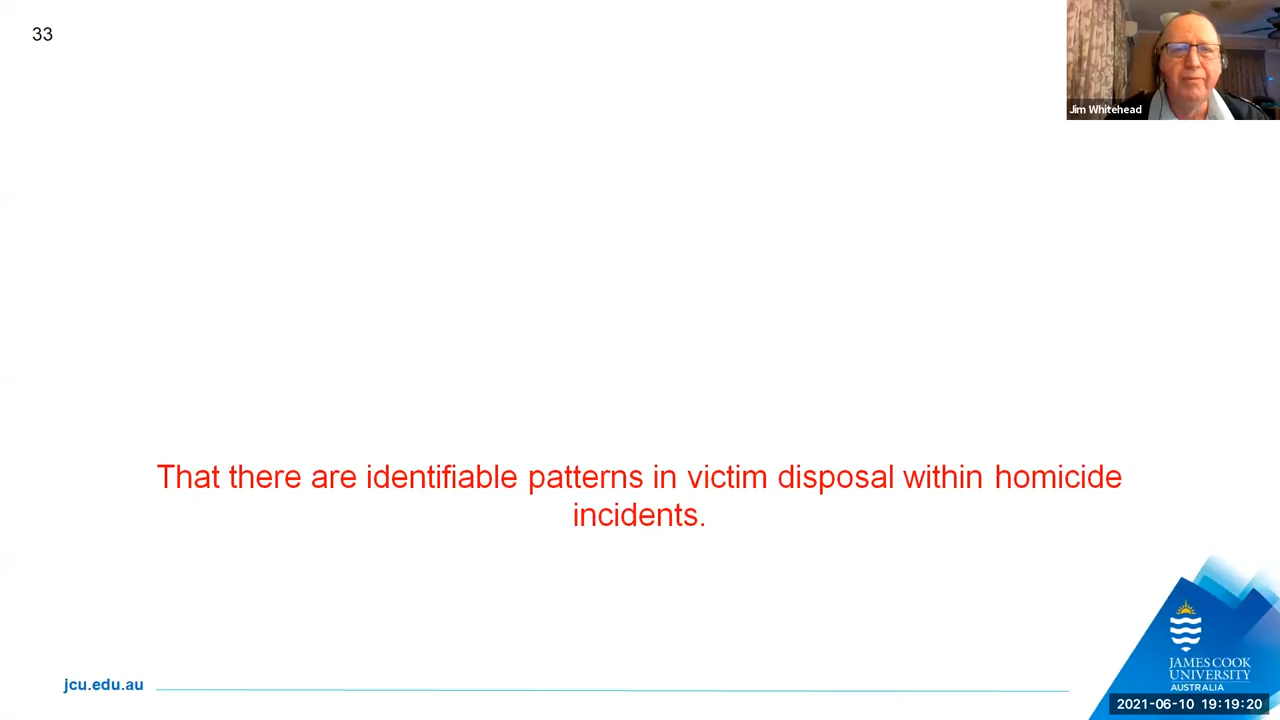 33
Jim Whitehead
That there are identifiable patterns in victim disposal within homicide
incidents.
jcu.edu.au
JAMES COOK
UNIVERSITY
AUSTRALIA
2021-06-10 19:19:20